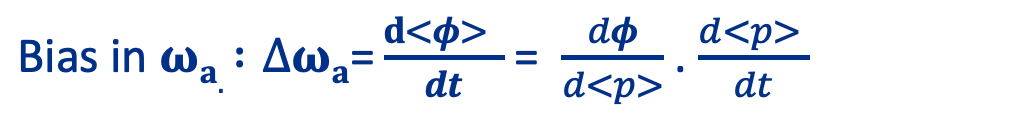 Bias in ωₐ. : Δωₐ= d<ϕ>/dt = dϕ/d<p> . d<p>/dt